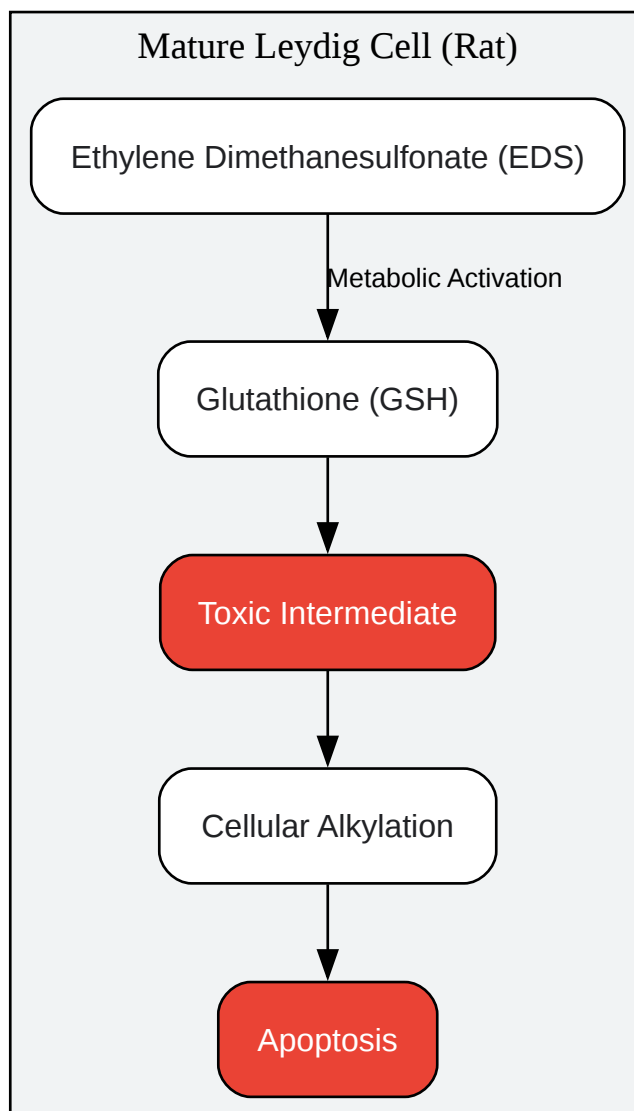 Mature Leydig Cell (Rat)
Ethylene Dimethanesulfonate (EDS)
Metabolic Activation
Glutathione (GSH)
Toxic Intermediate
Cellular Alkylation
Apoptosis